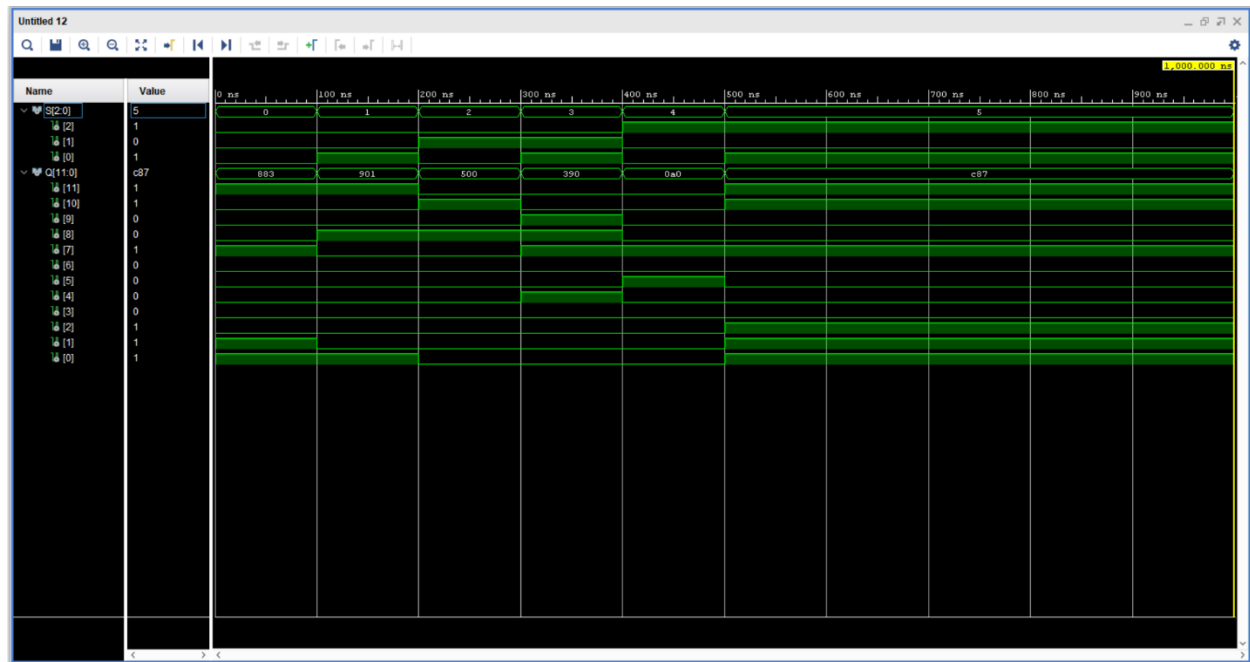 Untitled 12
1,000.000 ns
Name Value
0 ns 100 ns 200 ns 300 ns 400 ns 500 ns 600 ns 700 ns 800 ns 900 ns
S[2:0] 5 0 1 2 3 4 5
[2] 1
[1] 0
[0] 1
Q[11:0] c87 883 901 500 390 0a0 c87
[11] 1
[10] 1
[9] 0
[8] 0
[7] 1
[6] 0
[5] 0
[4] 0
[3] 0
[2] 1
[1] 1
[0] 1